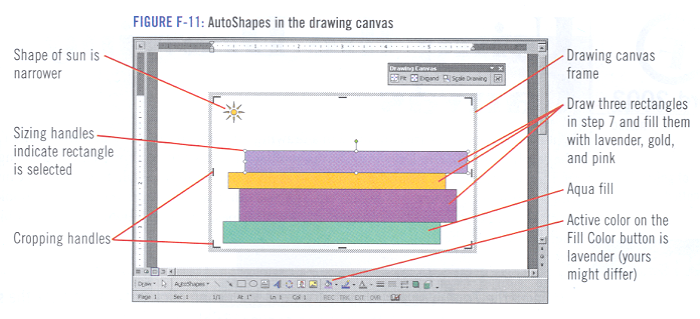 FIGURE F-11: AutoShapes in the drawing canvas
Shape of sun is
narrower
Sizing handles
indicate rectangle
is selected
Cropping handles
Drawing Canvas
Fit Expand Scale Drawing
Drawing canvas
frame
Draw three rectangles
in step 7 and fill them
with lavender, gold,
and pink
Aqua fill
Active color on the
Fill Color button is
lavender (yours
might differ)
Draw AutoShapes
Page 1 Sec 1 1/1 At 1" Ln 1 Col 1 REC TRK EXT OVR